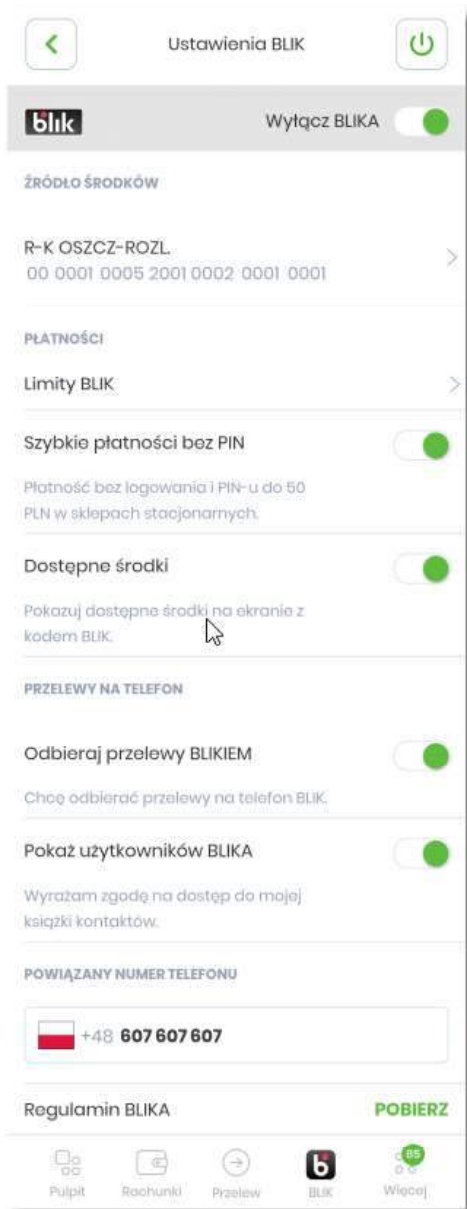 Ustawienia BLIK
blik Wyłącz BLIKA
ŹRÓDŁO ŚRODKÓW
R-K OSZCZ-ROZL.
00 0001 0005 2001 0002 0001 0001
PŁATNOŚCI
Limity BLIK
Szybkie płatności bez PIN
Płatność bez logowania i PIN-u do 50
PLN w sklepach stacjonarnych.
Dostępne środki
Pokazuj dostępne środki na ekranie z
kodem BLIK.
PRZELEWY NA TELEFON
Odbieraj przelewy BLIKIEM
Chcę odbierać przelewy na telefon BLIK.
Pokaż użytkowników BLIKA
Wyrażam zgodę na dostęp do mojej
książki kontaktów.
POWIĄZANY NUMER TELEFONU
+48 607 607 607
Regulamin BLIKA POBIERZ
85
Pulpit Rachunki Przelew BLIK Więcej